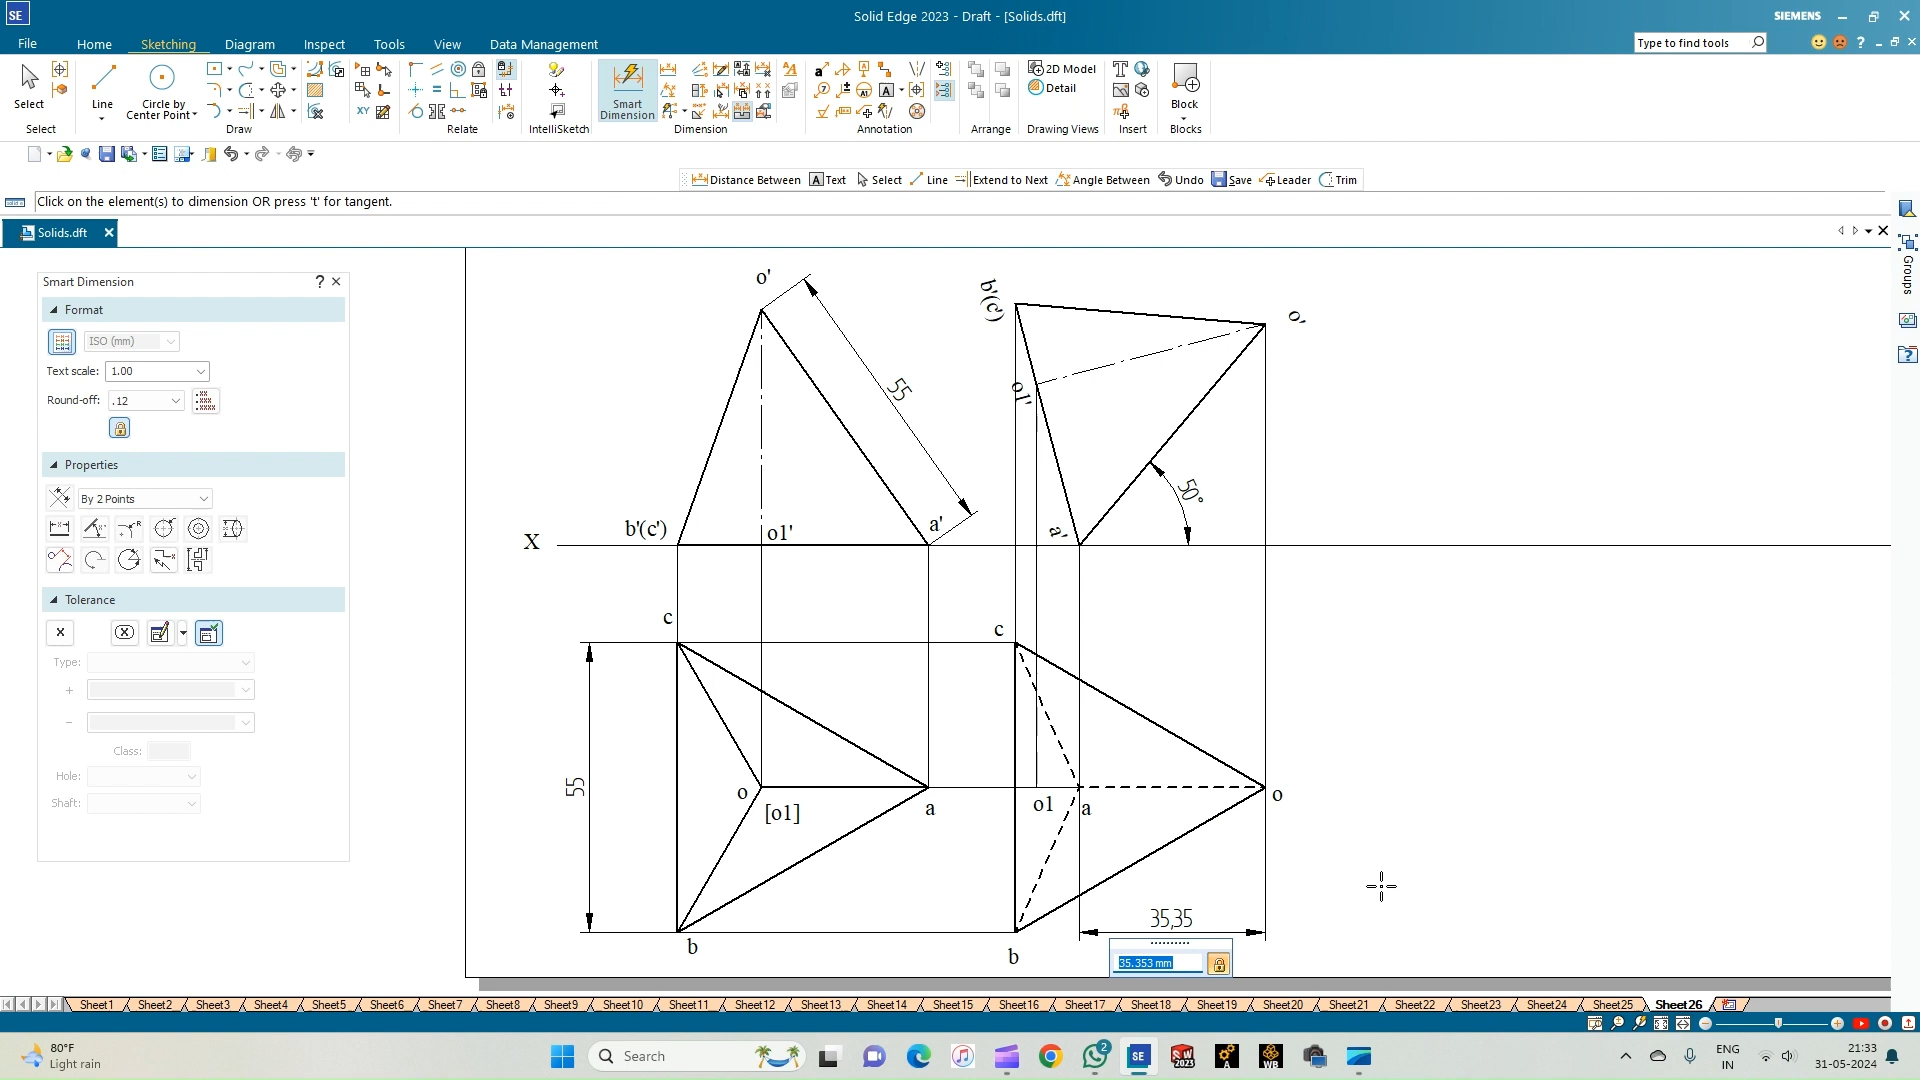 SE
Solid Edge 2023 - Draft - [Solids.dft]
SIEMENS
File Home Sketching Diagram Inspect Tools View Data Management
Type to find tools
Select
Line
Circle by
Center Point
Smart
Dimension
2D Model
Detail
Block
Select
Draw
Relate
IntelliSketch
Dimension
Annotation
Arrange
Drawing Views
Insert
Blocks
Distance Between Text Select Line Extend to Next Angle Between Undo Save Leader Trim
Click on the element(s) to dimension OR press 't' for tangent.
Solids.dft
Groups
Smart Dimension
Format
ISO (mm)
Text scale: 1.00
Round-off: .12
Properties
By 2 Points
Tolerance
Type:
+
-
Class:
Hole:
Shaft:
o'
55
b'(c')
o1'
a'
X
b'(c')
o'
o1'
a'
50°
c
55
o
[o1]
a
b
c
o1
a
o
b
35,35
35.353 mm
Sheet1 Sheet2 Sheet3 Sheet4 Sheet5 Sheet6 Sheet7 Sheet8 Sheet9 Sheet10 Sheet11 Sheet12 Sheet13 Sheet14 Sheet15 Sheet16 Sheet17 Sheet18 Sheet19 Sheet20 Sheet21 Sheet22 Sheet23 Sheet24 Sheet25 Sheet26
80°F
Light rain
Search
2
SE
SW
2023
A
WB
ENG
IN
21:33
31-05-2024